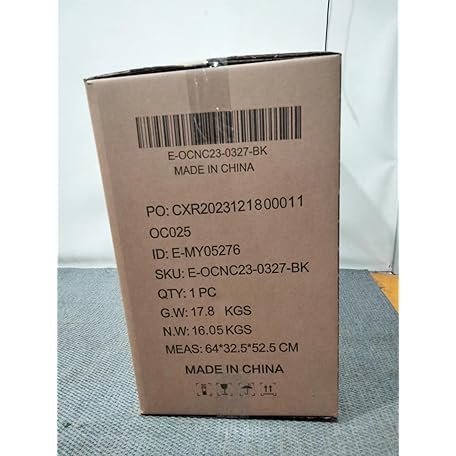 E-OCNC23-0327-BK
MADE IN CHINA
PO: CXR2023121800011
OC025
ID: E-MY05276
SKU: E-OCNC23-0327-BK
QTY: 1 PC
G.W: 17.8 KGS
N.W: 16.05 KGS
MEAS: 64*32.5*52.5 CM
MADE IN CHINA